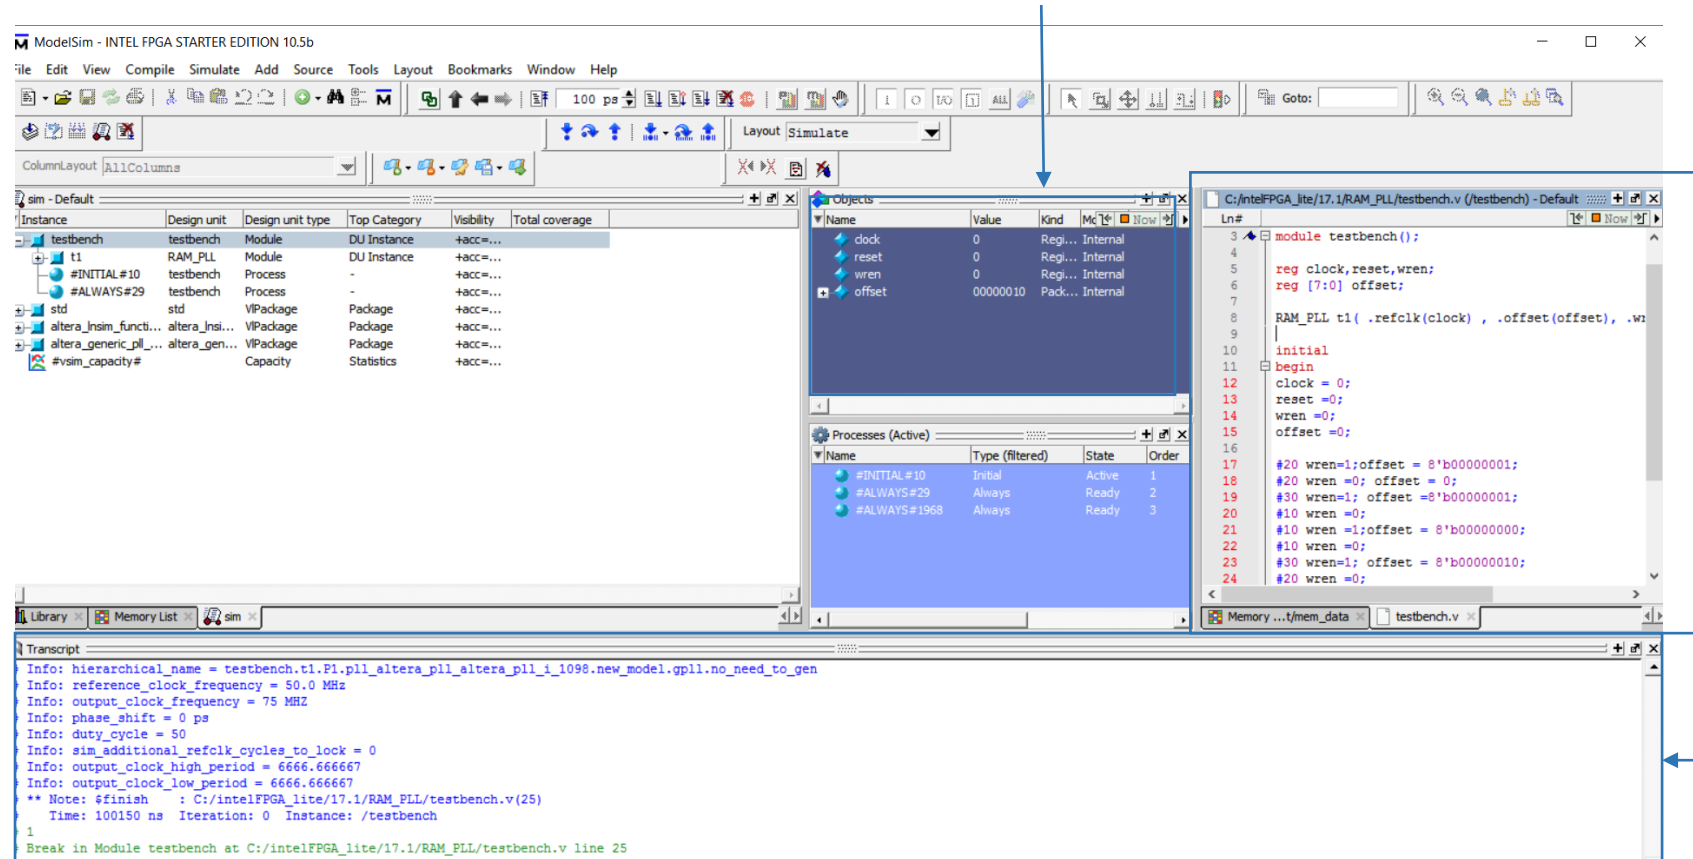 ModelSim - INTEL FPGA STARTER EDITION 10.5b
File Edit View Compile Simulate Add Source Tools Layout Bookmarks Window Help
100 ps
ALL
Goto:
Layout Simulate
ColumnLayout AllColumns
sim - Default
Instance Design unit Design unit type Top Category Visibility Total coverage
testbench testbench Module DU Instance +acc=...
t1 RAM_PLL Module DU Instance +acc=...
#INITIAL#10 testbench Process - +acc=...
#ALWAYS#29 testbench Process - +acc=...
std std VlPackage Package +acc=...
altera_lnsim_functi... altera_lnsi... VlPackage Package +acc=...
altera_generic_pll_... altera_gen... VlPackage Package +acc=...
#vsim_capacity# Capacity Statistics +acc=...
Library Memory List sim
Objects
Name Value Kind Mo Now
clock 0 Regi... Internal
reset 0 Regi... Internal
wren 0 Regi... Internal
offset 00000010 Pack... Internal
Processes (Active)
Name Type (filtered) State Order
#INITIAL#10 Initial Active 1
#ALWAYS#29 Always Ready 2
#ALWAYS#1968 Always Ready 3
C:/intelFPGA_lite/17.1/RAM_PLL/testbench.v (/testbench) - Default
Ln# Now
3 module testbench();
4
5 reg clock,reset,wren;
6 reg [7:0] offset;
7
8 RAM_PLL t1( .refclk(clock) , .offset(offset), .wr
9
10 initial
11 begin
12 clock = 0;
13 reset =0;
14 wren =0;
15 offset =0;
16
17 #20 wren=1;offset = 8'b00000001;
18 #20 wren =0; offset = 0;
19 #30 wren=1; offset =8'b00000001;
20 #10 wren =0;
21 #10 wren =1;offset = 8'b00000000;
22 #10 wren =0;
23 #30 wren=1; offset = 8'b00000010;
24 #20 wren =0;
Memory ...t/mem_data testbench.v
Transcript
Info: hierarchical_name = testbench.t1.P1.pll_altera_pll_altera_pll_i_1098.new_model.gpll.no_need_to_gen
Info: reference_clock_frequency = 50.0 MHz
Info: output_clock_frequency = 75 MHZ
Info: phase_shift = 0 ps
Info: duty_cycle = 50
Info: sim_additional_refclk_cycles_to_lock = 0
Info: output_clock_high_period = 6666.666667
Info: output_clock_low_period = 6666.666667
** Note: $finish : C:/intelFPGA_lite/17.1/RAM_PLL/testbench.v(25)
Time: 100150 ns Iteration: 0 Instance: /testbench
1
Break in Module testbench at C:/intelFPGA_lite/17.1/RAM_PLL/testbench.v line 25